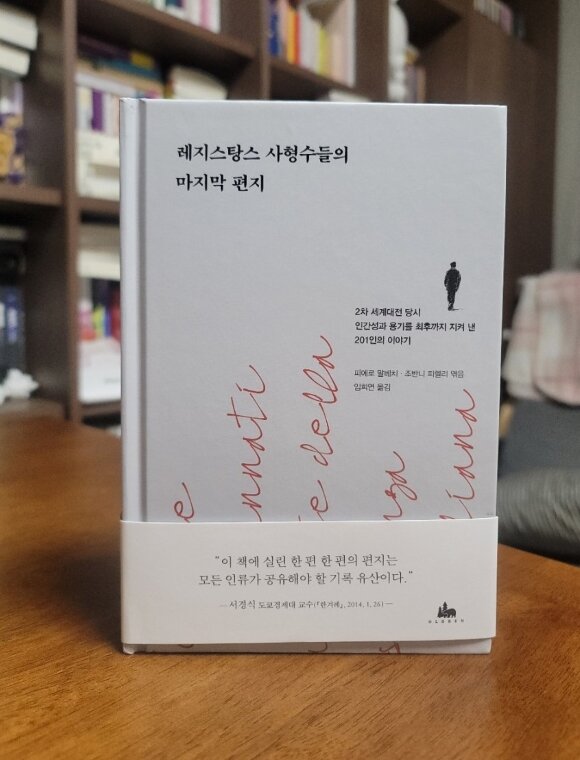 레지스탕스 사형수들의
마지막 편지
2차 세계대전 당시
인간성과 용기를 최후까지 지켜 낸
201인의 이야기
피에로 말베치 · 조반니 피렐리 엮음
임희연 옮김
e
nnati
e della
nza
liana
“이 책에 실린 한 편 한 편의 편지는
모든 인류가 공유해야 할 기록 유산이다.”
— 서경식 도쿄경제대 교수(『한겨레』, 2014. 1. 26) —
OLDBEN